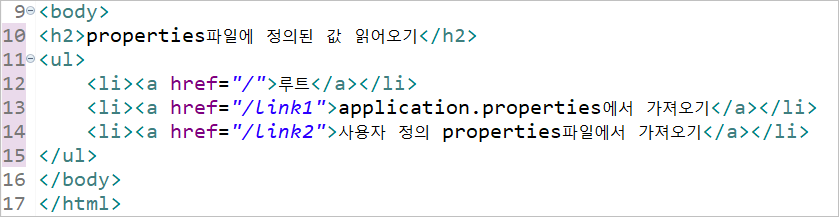 9 <body>
10 <h2>properties파일에 정의된 값 읽어오기</h2>
11 <ul>
12     <li><a href="/">루트</a></li>
13     <li><a href="/link1">application.properties에서 가져오기</a></li>
14     <li><a href="/link2">사용자 정의 properties파일에서 가져오기</a></li>
15 </ul>
16 </body>
17 </html>